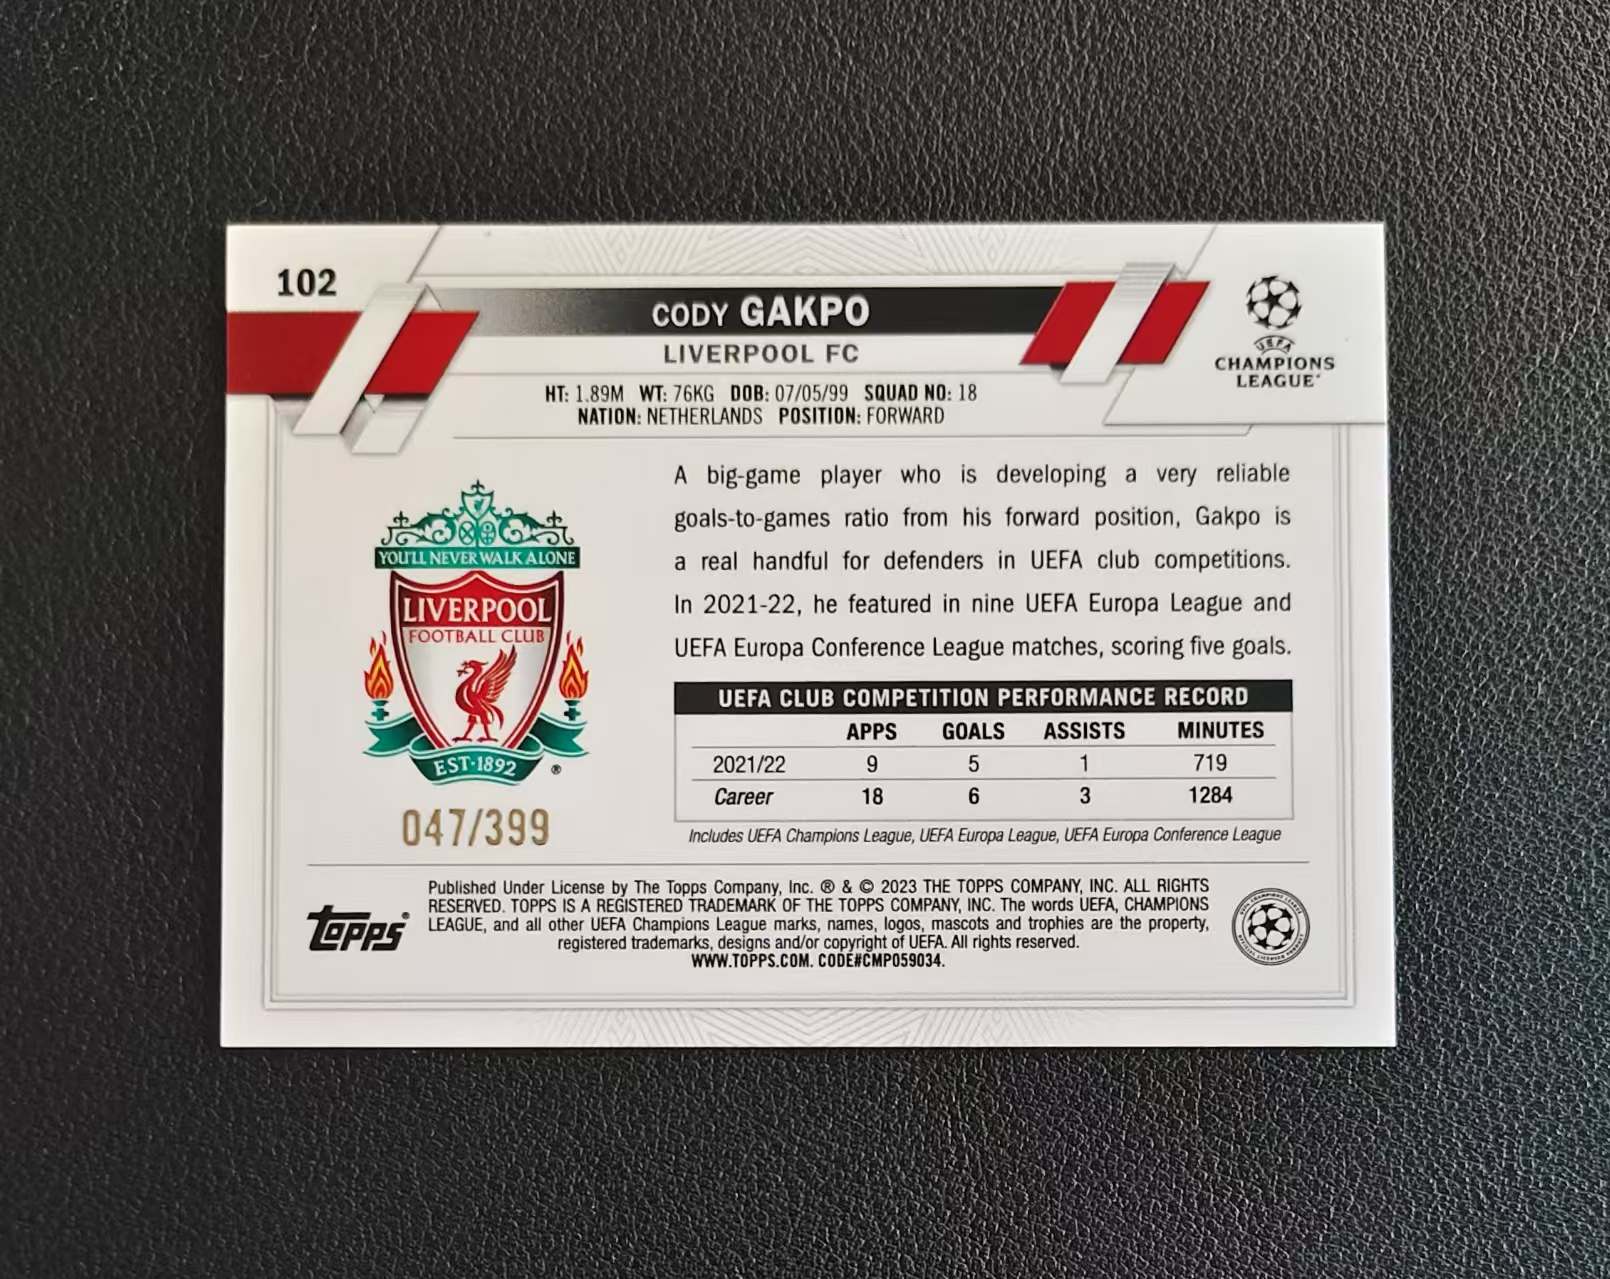 102
CODY GAKPO
LIVERPOOL FC
HT: 1.89M WT: 76KG DOB: 07/05/99 SQUAD NO: 18
NATION: NETHERLANDS POSITION: FORWARD
UEFA
CHAMPIONS
LEAGUE
A big-game player who is developing a very reliable
goals-to-games ratio from his forward position, Gakpo is
a real handful for defenders in UEFA club competitions.
In 2021-22, he featured in nine UEFA Europa League and
UEFA Europa Conference League matches, scoring five goals.
YOU'LL NEVER WALK ALONE
LIVERPOOL
FOOTBALL CLUB
EST·1892 ®
047/399
UEFA CLUB COMPETITION PERFORMANCE RECORD
APPS GOALS ASSISTS MINUTES
2021/22 9 5 1 719
Career 18 6 3 1284
Includes UEFA Champions League, UEFA Europa League, UEFA Europa Conference League
topps®
Published Under License by The Topps Company, Inc. ® & © 2023 THE TOPPS COMPANY, INC. ALL RIGHTS
RESERVED. TOPPS IS A REGISTERED TRADEMARK OF THE TOPPS COMPANY, INC. The words UEFA, CHAMPIONS
LEAGUE, and all other UEFA Champions League marks, names, logos, mascots and trophies are the property,
registered trademarks, designs and/or copyright of UEFA. All rights reserved.
WWW.TOPPS.COM. CODE#CMP059034.